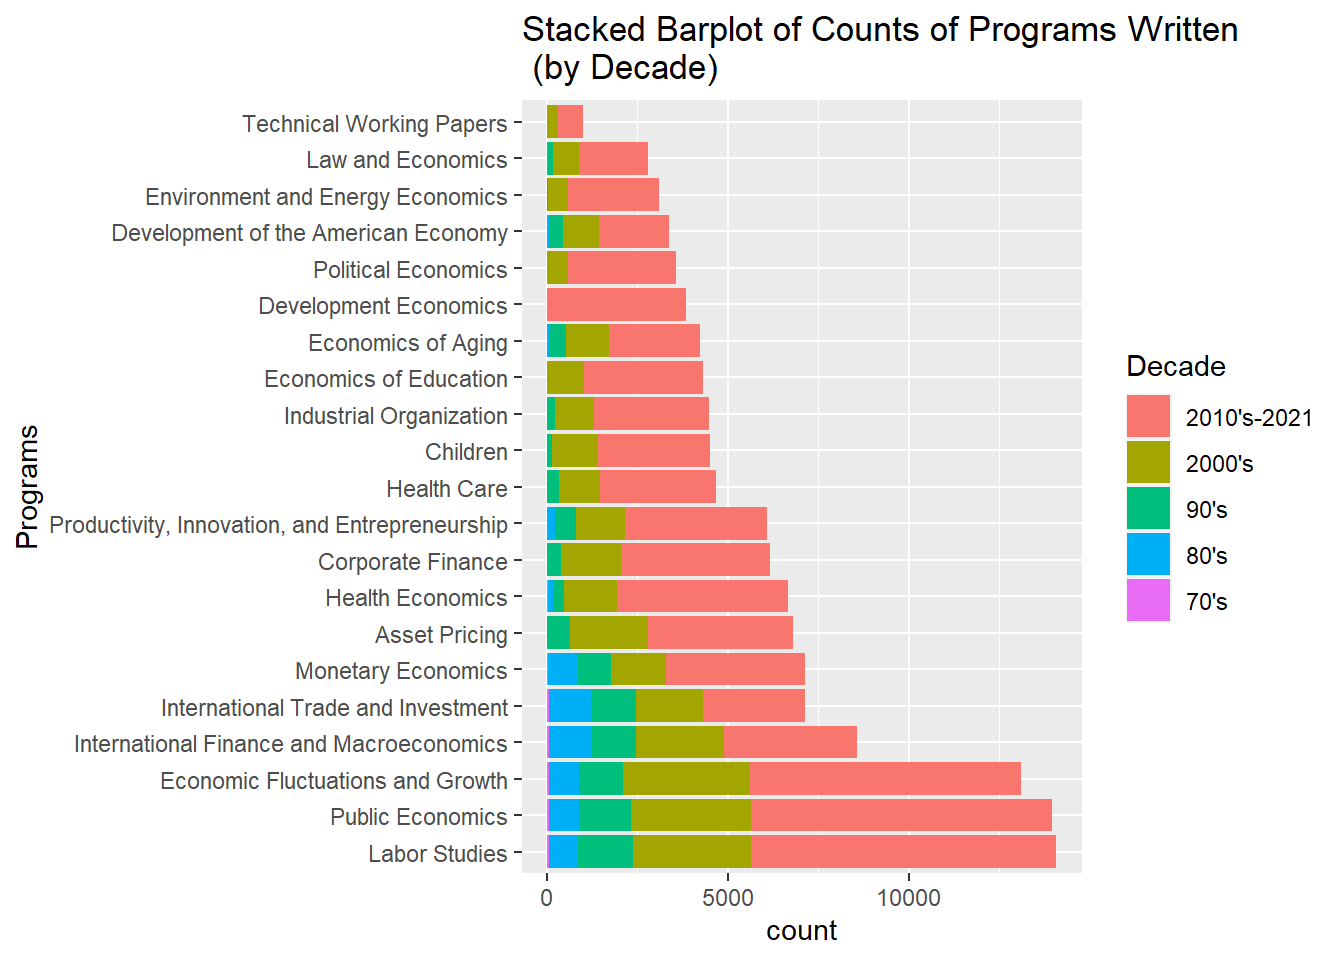 Stacked Barplot of Counts of Programs Written
(by Decade)
Technical Working Papers
Law and Economics
Environment and Energy Economics
Development of the American Economy
Political Economics
Development Economics
Economics of Aging
Economics of Education
Industrial Organization
Children
Health Care
Productivity, Innovation, and Entrepreneurship
Corporate Finance
Health Economics
Asset Pricing
Monetary Economics
International Trade and Investment
International Finance and Macroeconomics
Economic Fluctuations and Growth
Public Economics
Labor Studies
Programs
0 5000 10000
count
Decade
2010's-2021
2000's
90's
80's
70's